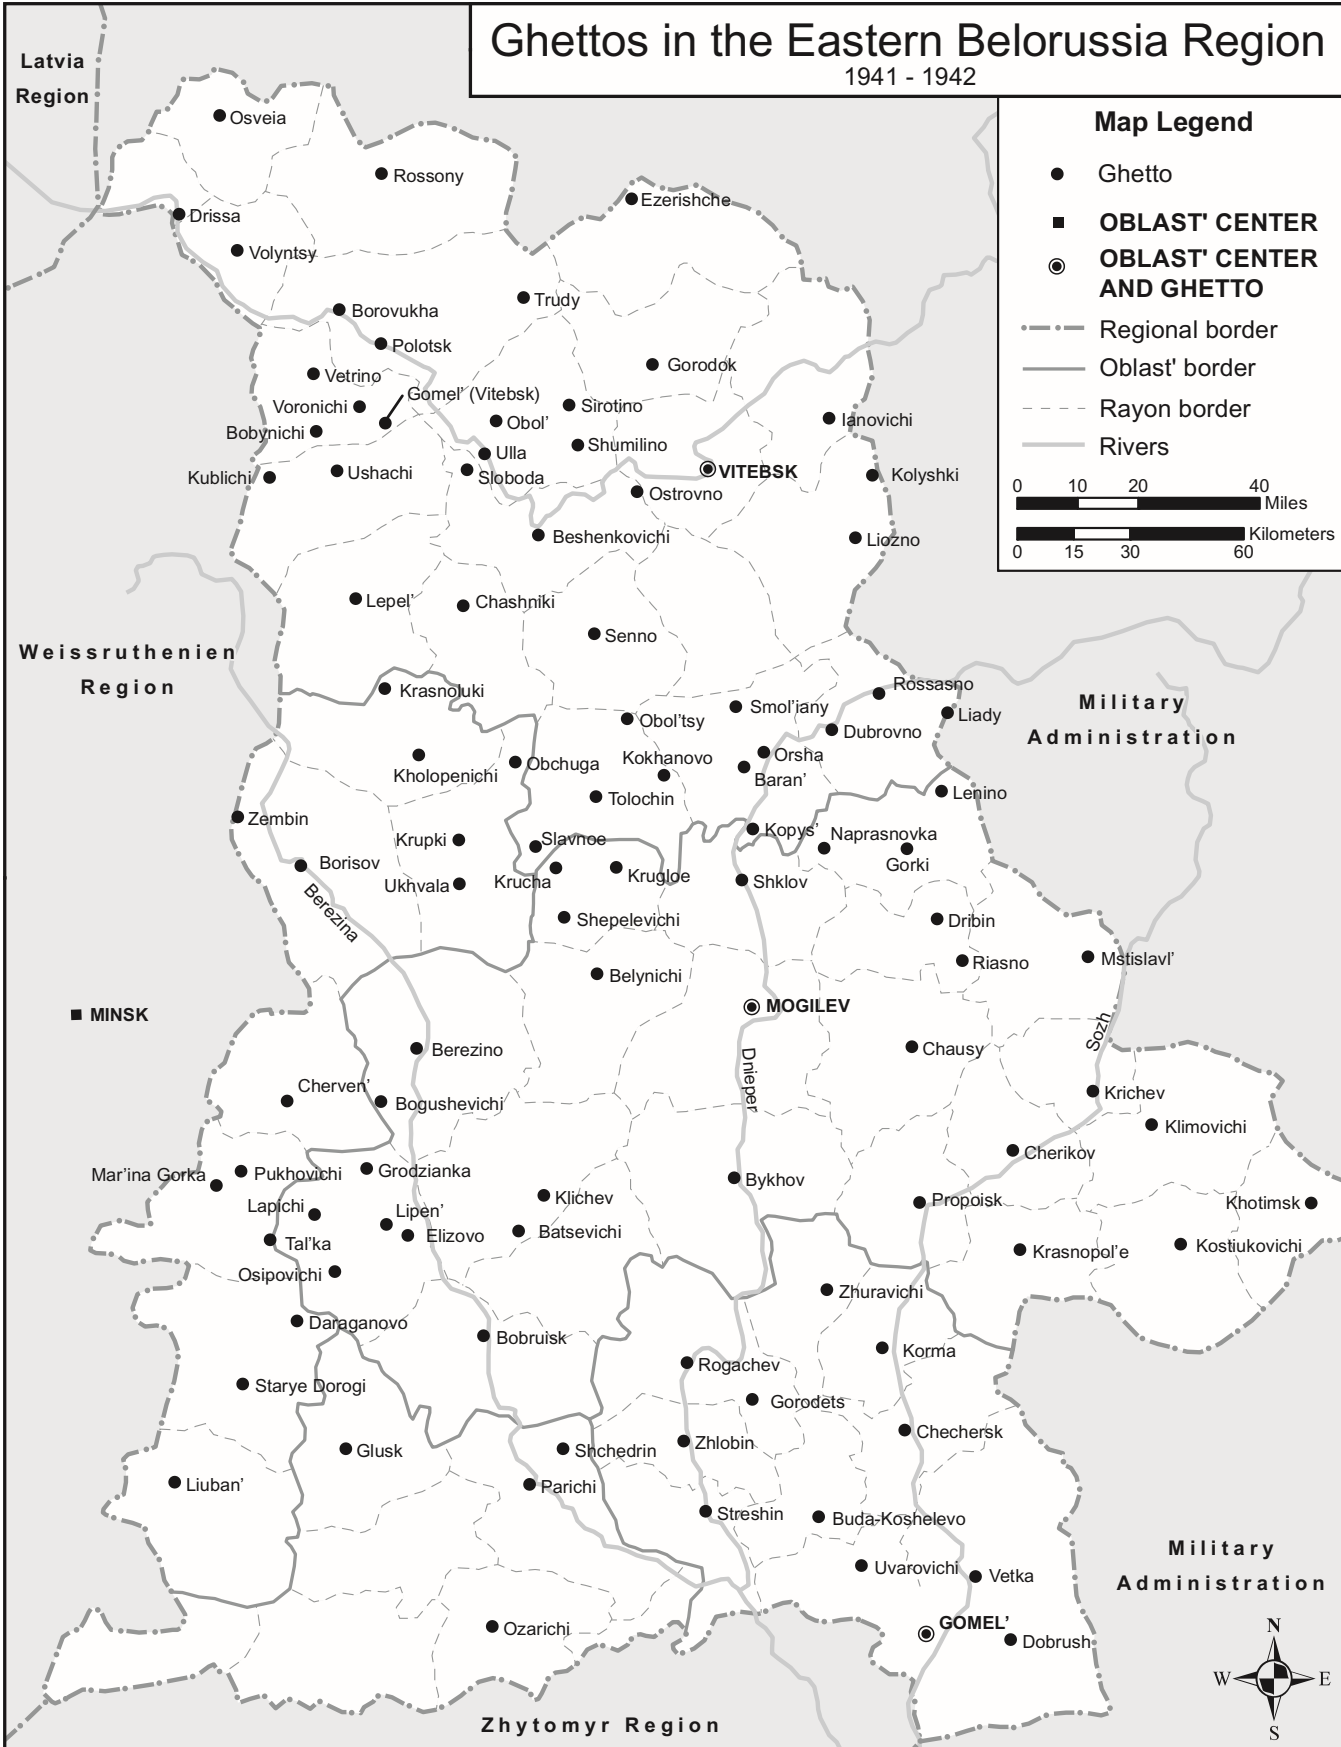 Ghettos in the Eastern Belorussia Region
1941 - 1942
Latvia
Region
Map Legend
Ghetto
OBLAST' CENTER
OBLAST' CENTER
AND GHETTO
Regional border
Oblast' border
Rayon border
Rivers
0 10 20 40
Miles
Kilometers
0 15 30 60
Osveia
Rossony
Ezerishche
Drissa
Volyntsy
Trudy
Borovukha
Polotsk
Gorodok
Vetrino
Gomel' (Vitebsk)
Voronichi
Sirotino
Obol'
Ianovichi
Bobynichi
Shumilino
Ulla
Kublichi
Ushachi
Sloboda
VITEBSK
Kolyshki
Ostrovno
Beshenkovichi
Liozno
Lepel'
Chashniki
Senno
Weissruthenien
Region
Krasnoluki
Rossasno
Military
Administration
Smol'iany
Liady
Obol'tsy
Dubrovno
Kokhanovo
Orsha
Kholopenichi
Obchuga
Baran'
Tolochin
Lenino
Zembin
Kopys'
Naprasnovka
Krupki
Slavnoe
Gorki
Borisov
Krucha
Krugloe
Ukhvala
Shklov
Berezina
Shepelevichi
Dribin
Riasno
Mstislavl'
Belynichi
MINSK
MOGILEV
Sozh
Berezino
Chausy
Dnieper
Cherven'
Bogushevichi
Krichev
Klimovichi
Cherikov
Mar'ina Gorka
Pukhovichi
Grodzianka
Bykhov
Klichev
Propoisk
Khotimsk
Lapichi
Lipen'
Elizovo
Batsevichi
Tal'ka
Krasnopol'e
Kostiukovichi
Osipovichi
Zhuravichi
Daraganovo
Bobruisk
Korma
Rogachev
Starye Dorogi
Gorodets
Chechersk
Glusk
Shchedrin
Zhlobin
Liuban'
Parichi
Streshin
Buda-Koshelevo
Military
Administration
Uvarovichi
Vetka
Ozarichi
GOMEL'
Dobrush
N
W E
S
Zhytomyr Region